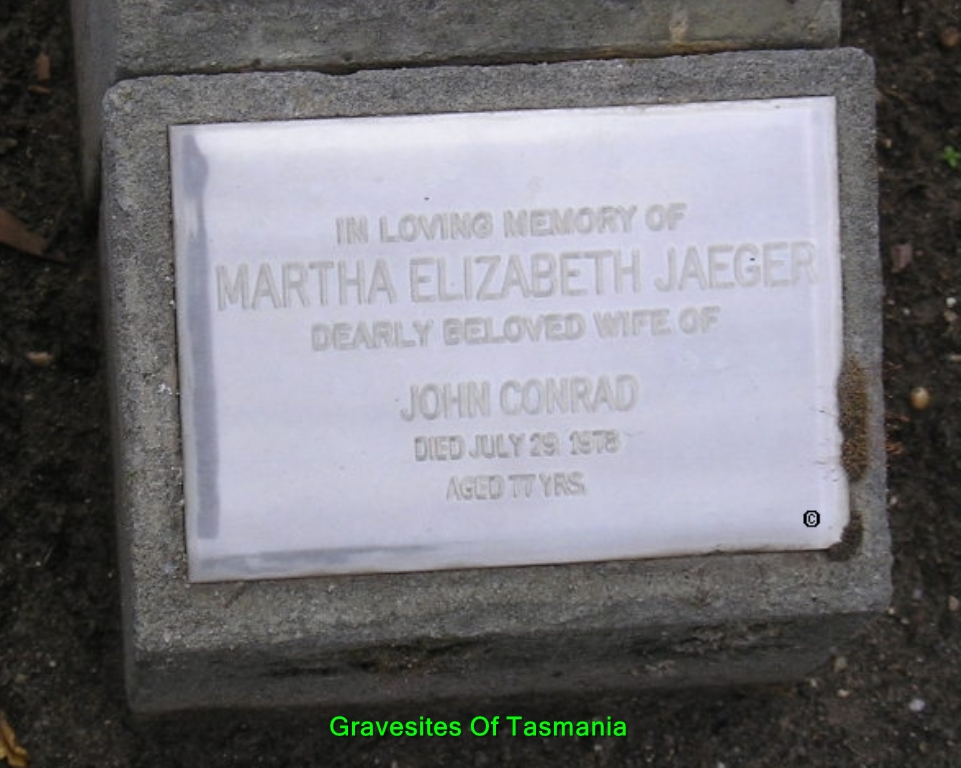 IN LOVING MEMORY OF
MARTHA ELIZABETH JAEGER
DEARLY BELOVED WIFE OF
JOHN CONRAD
DIED JULY 29 1978
AGED 77 YRS.
©
Gravesites Of Tasmania